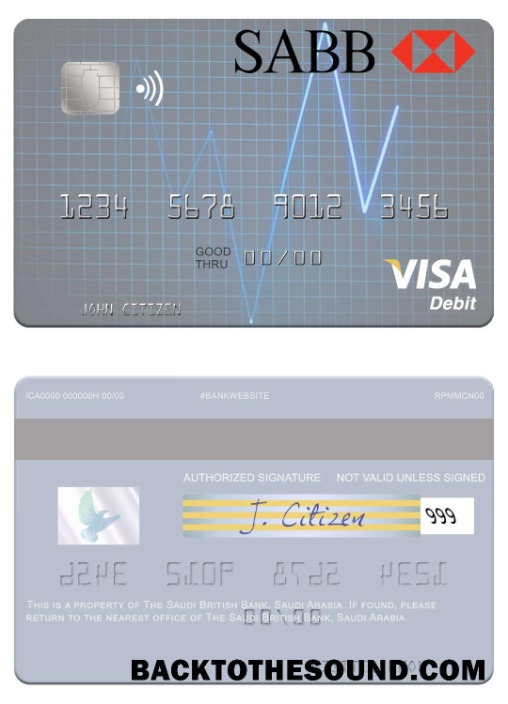 SABB
1234 5678 9012 3456
GOOD THRU 00/00
VISA
Debit
JOHN CITIZEN
ICA0000 000000H 00/00 #BANKWEBSITE RPMMCN00
AUTHORIZED SIGNATURE NOT VALID UNLESS SIGNED
J. Citizen 999
THIS IS A PROPERTY OF THE SAUDI BRITISH BANK, SAUDI ARABIA. IF FOUND, PLEASE
RETURN TO THE NEAREST OFFICE OF THE SAUDI BRITISH BANK, SAUDI ARABIA.
BACKTOTHESOUND.COM